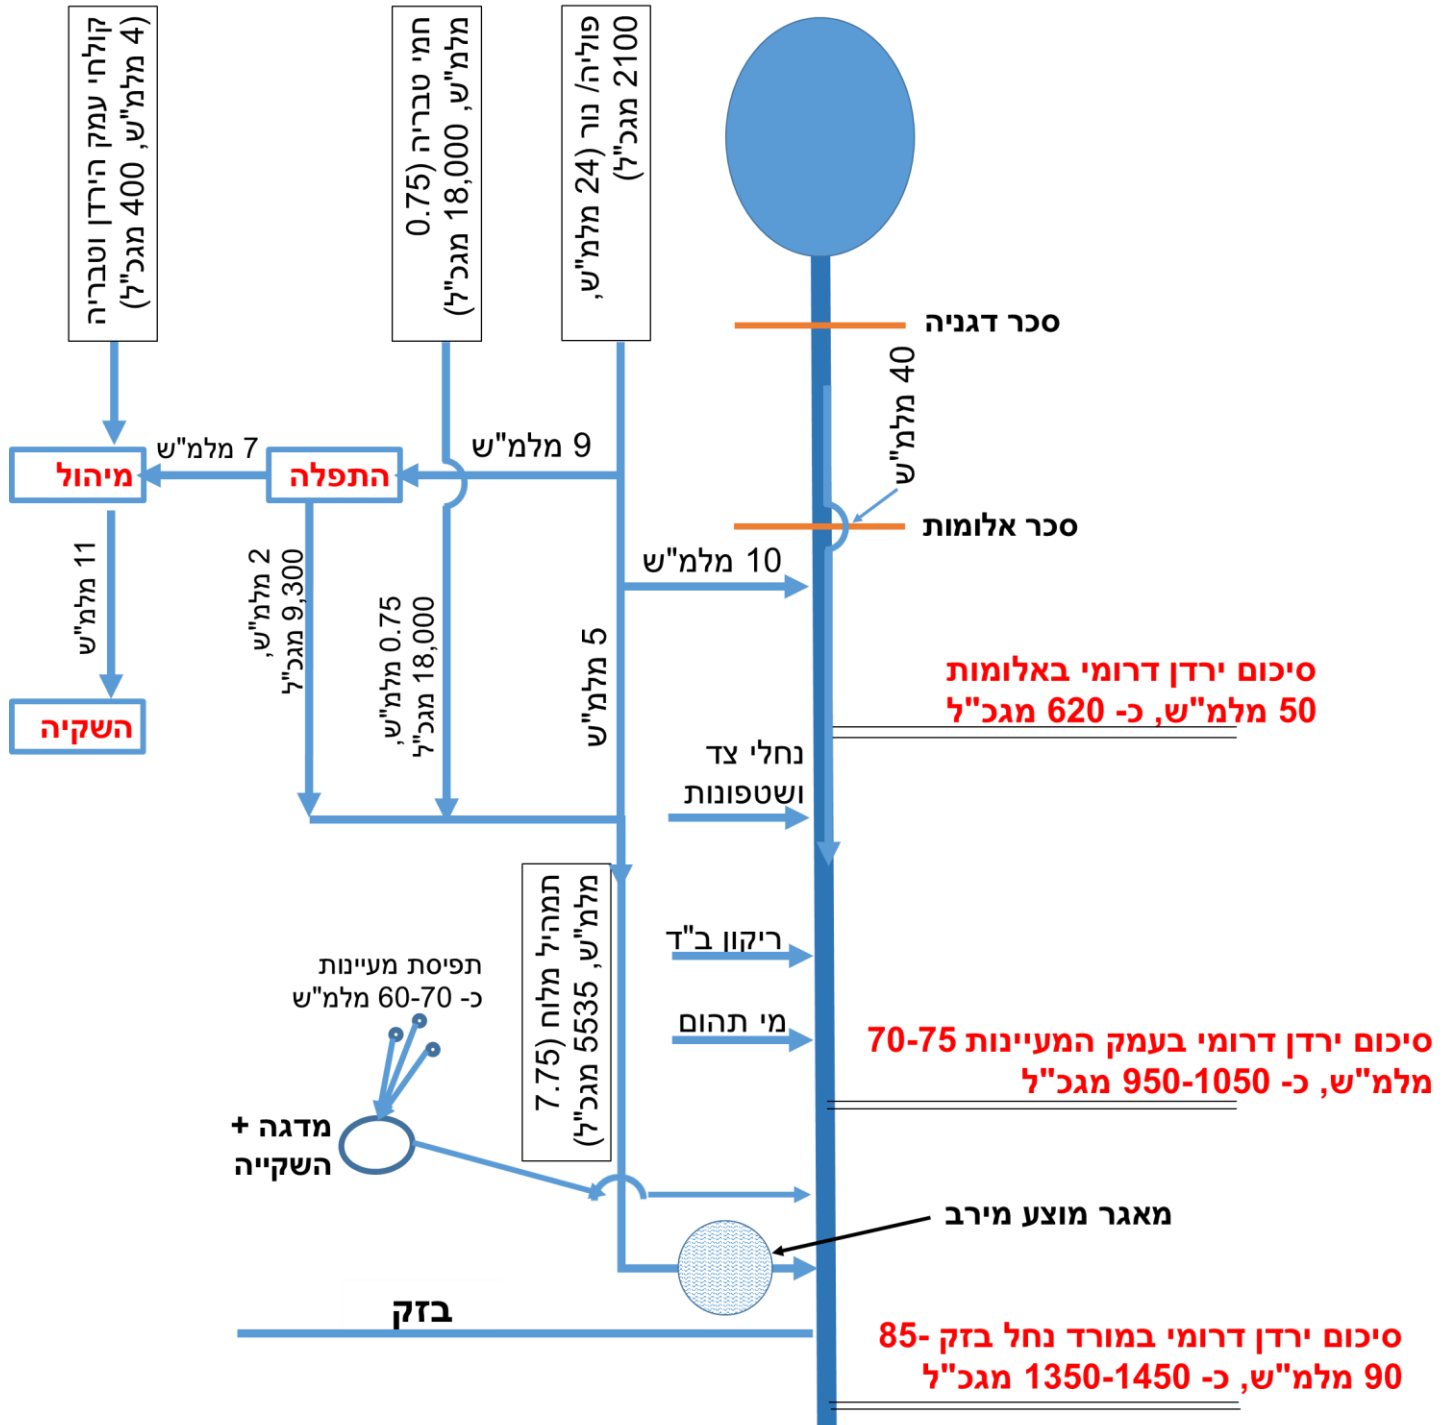 קולחי עמק הירדן וטבריה
(4 מלמ"ש, 400 מגכ"ל)
חמי טבריה (0.75
מלמ"ש, 18,000 מגכ"ל)
פוליה/ נור (24 מלמ"ש,
2100 מגכ"ל)
סכר דגניה
40 מלמ"ש
סכר אלומות
9 מלמ"ש
התפלה
7 מלמ"ש
מיהול
11 מלמ"ש
השקיה
2 מלמ"ש,
9,300 מגכ"ל
0.75 מלמ"ש,
18,000 מגכ"ל
5 מלמ"ש
10 מלמ"ש
סיכום ירדן דרומי באלומות
50 מלמ"ש, כ- 620 מגכ"ל
נחלי צד
ושטפונות
תמהיל מלוח (7.75
מלמ"ש, 5535 מגכ"ל)
ריקון ב"ד
מי תהום
תפיסת מעיינות
כ- 60-70 מלמ"ש
מדגה +
השקייה
סיכום ירדן דרומי בעמק המעיינות 70-75
מלמ"ש, כ- 950-1050 מגכ"ל
מאגר מוצע מירב
בזק
סיכום ירדן דרומי במורד נחל בזק 85-
90 מלמ"ש, כ- 1350-1450 מגכ"ל